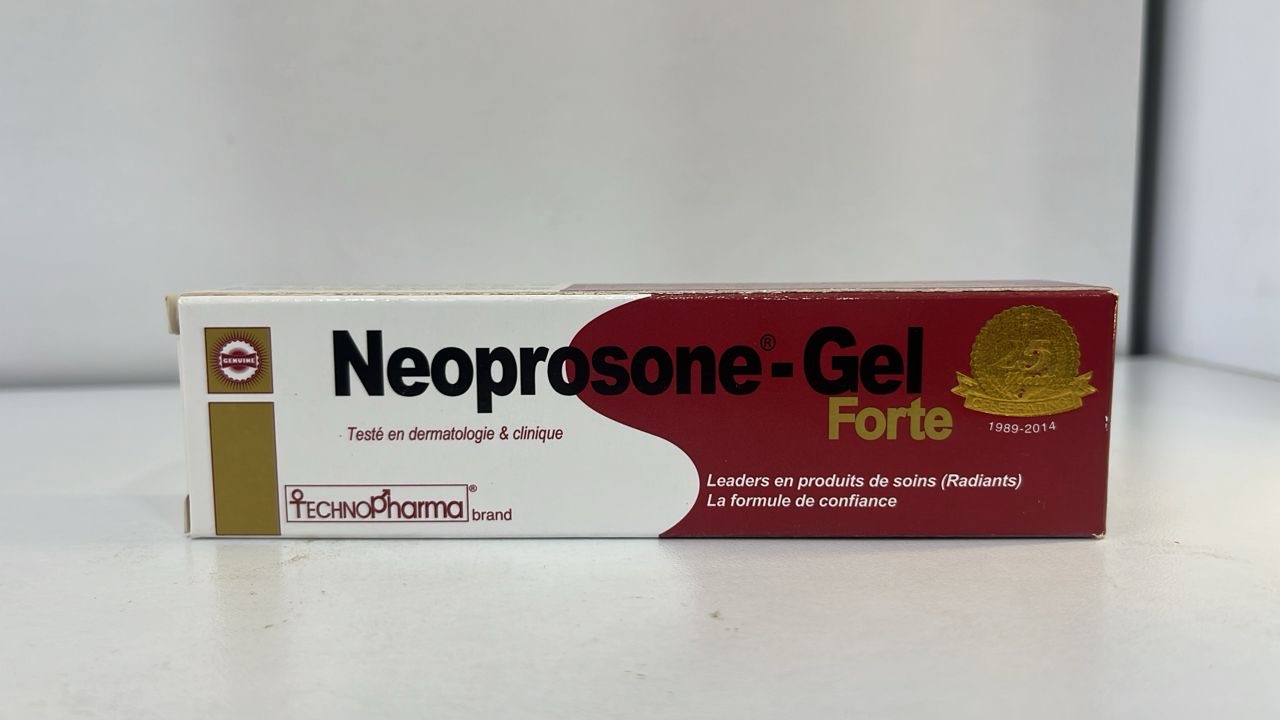 GENUINE
Neoprosone®-Gel
Forte
Testé en dermatologie & clinique
25
1989-2014
TECHNOPharma® brand
Leaders en produits de soins (Radiants)
La formule de confiance